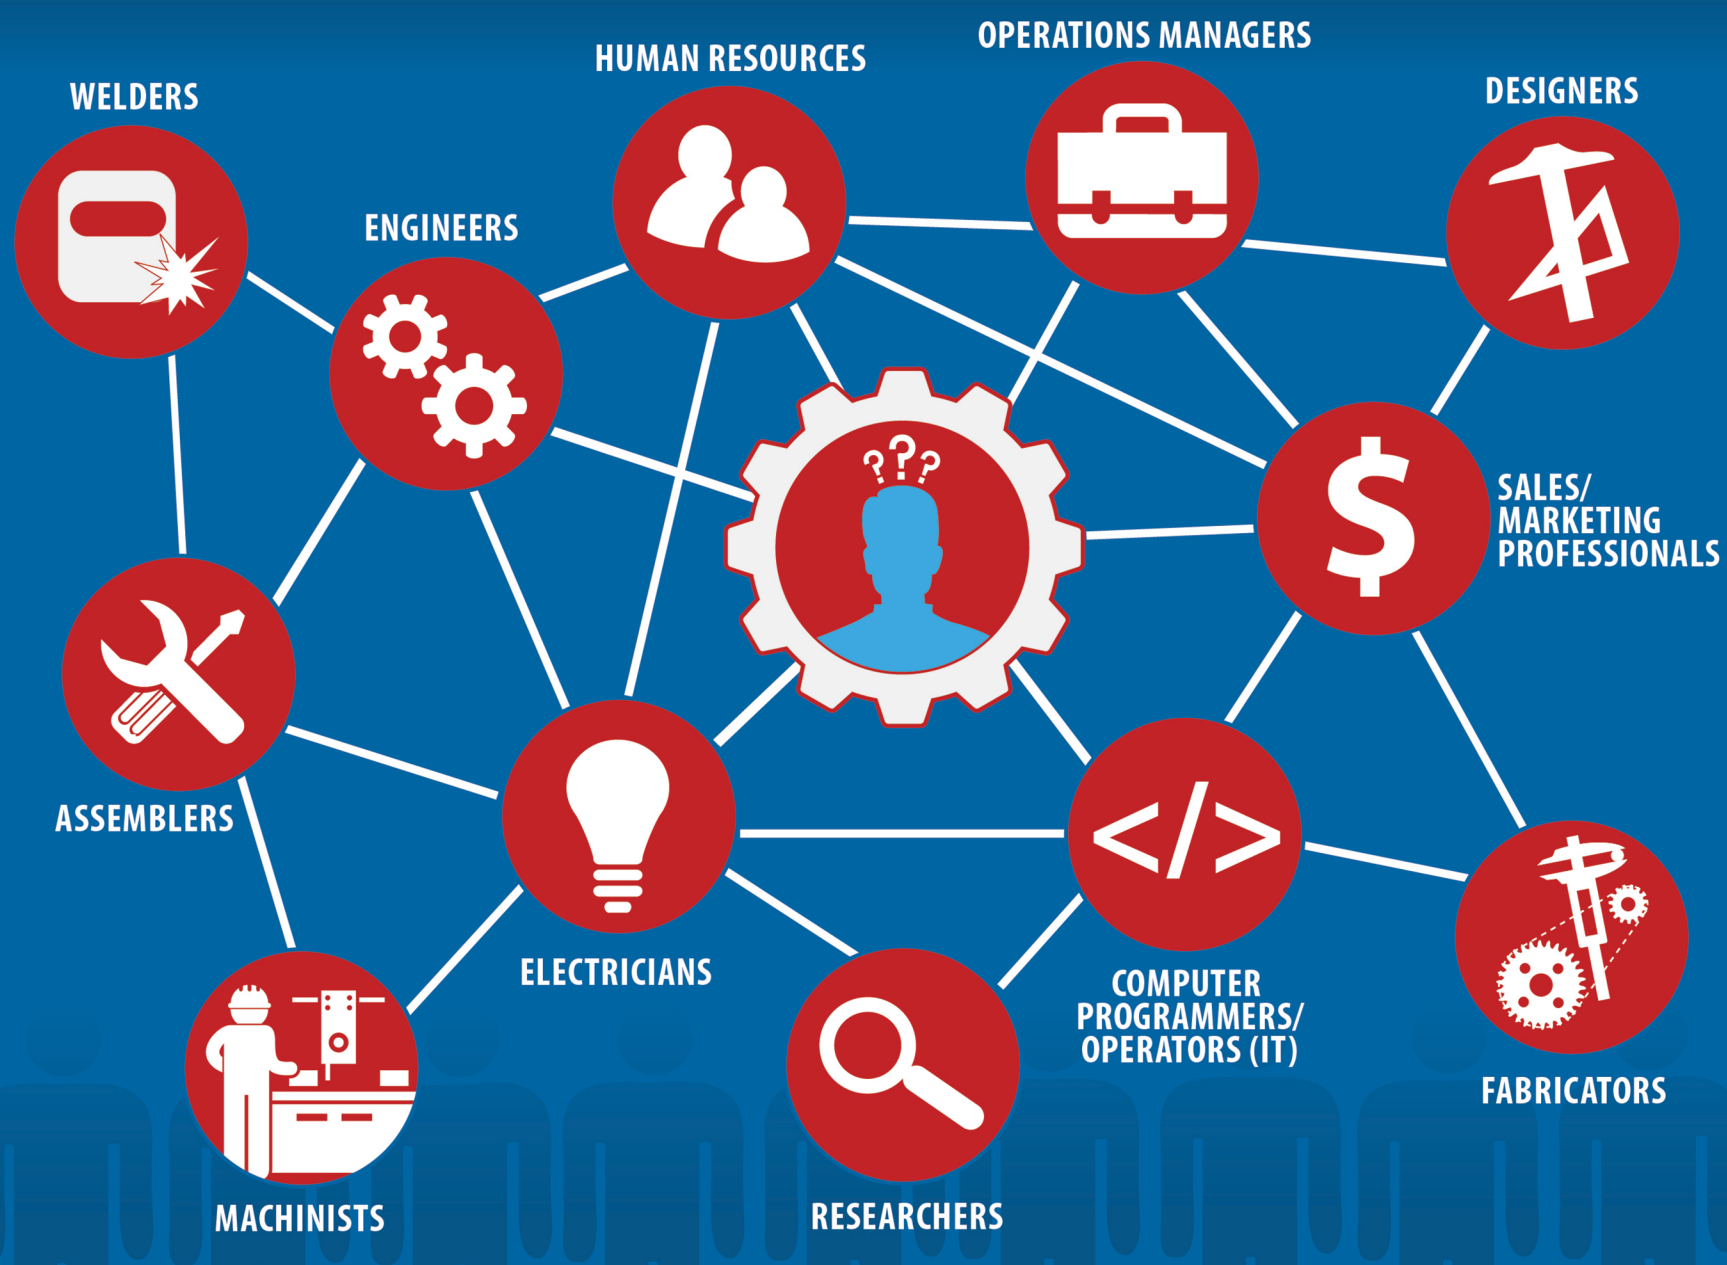 OPERATIONS MANAGERS
HUMAN RESOURCES
DESIGNERS
WELDERS
ENGINEERS
???
$
SALES/
MARKETING
PROFESSIONALS
ASSEMBLERS
</>
ELECTRICIANS
COMPUTER
PROGRAMMERS/
OPERATORS (IT)
FABRICATORS
MACHINISTS
RESEARCHERS